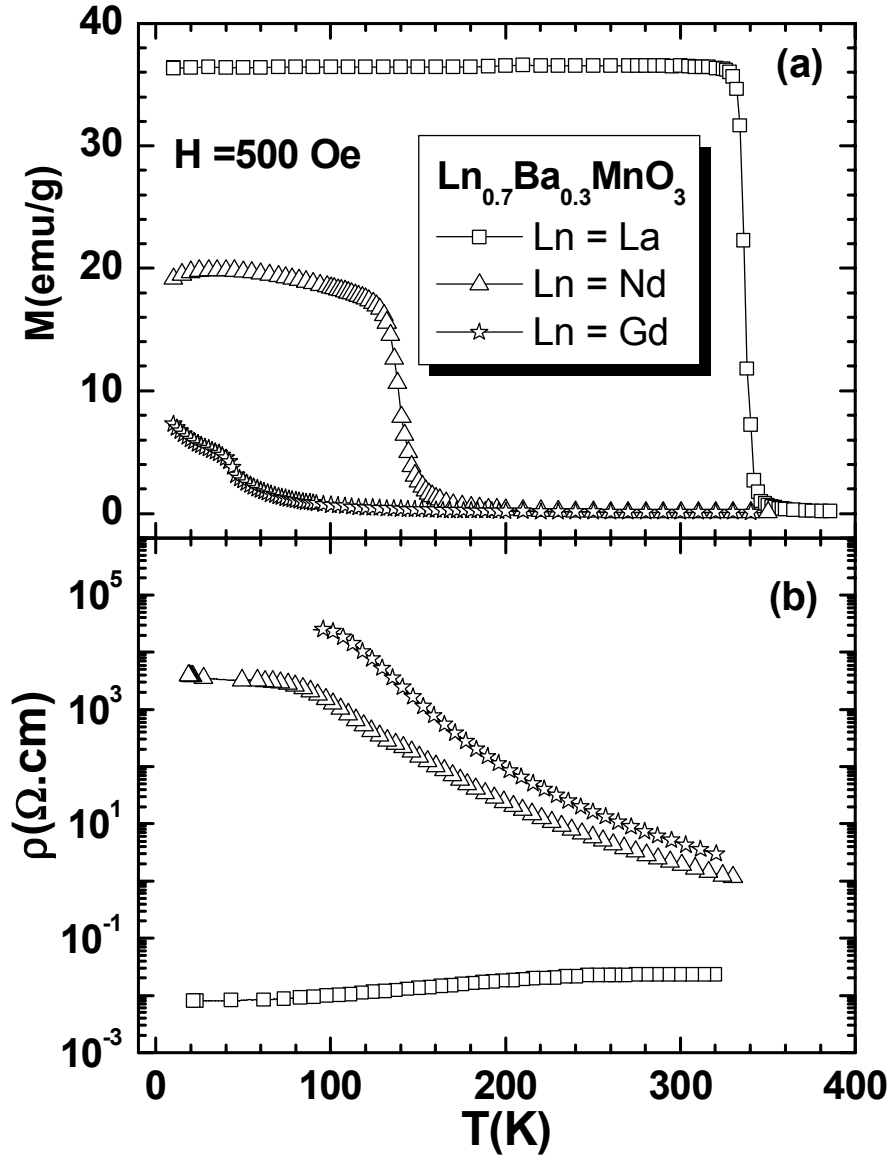 40
(a)
30
H =500 Oe
Ln0.7Ba0.3MnO3
Ln = La
20
Ln = Nd
Ln = Gd
10
0
M(emu/g)
(b)
10^5
10^3
10^1
10^-1
10^-3
ρ(Ω.cm)
0 100 200 300 400
T(K)